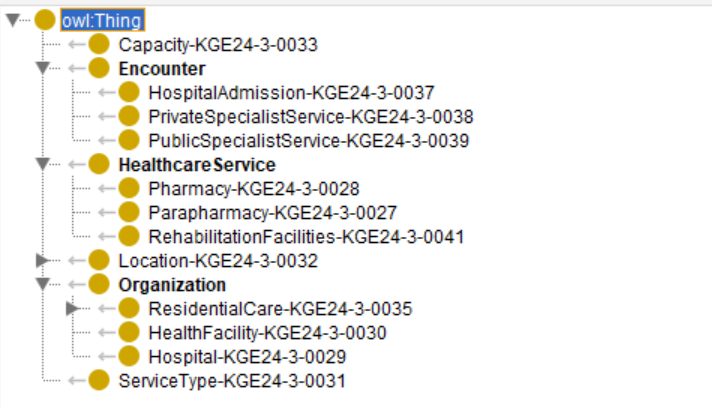 owl:Thing
Capacity-KGE24-3-0033
Encounter
HospitalAdmission-KGE24-3-0037
PrivateSpecialistService-KGE24-3-0038
PublicSpecialistService-KGE24-3-0039
HealthcareService
Pharmacy-KGE24-3-0028
Parapharmacy-KGE24-3-0027
RehabilitationFacilities-KGE24-3-0041
Location-KGE24-3-0032
Organization
ResidentialCare-KGE24-3-0035
HealthFacility-KGE24-3-0030
Hospital-KGE24-3-0029
ServiceType-KGE24-3-0031